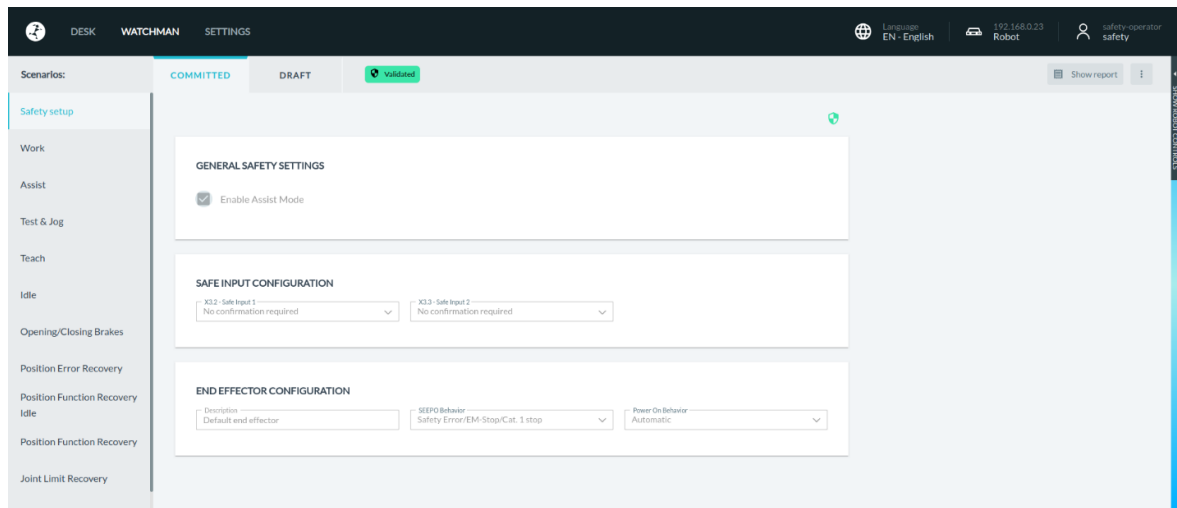 DESK WATCHMAN SETTINGS
Language
EN - English
192.168.0.23
Robot
safety-operator
safety
Scenarios:
COMMITTED DRAFT Validated Show report
SHOW ROBOT CONTROLS
Safety setup
Work
Assist
Test & Jog
Teach
Idle
Opening/Closing Brakes
Position Error Recovery
Position Function Recovery
Idle
Position Function Recovery
Joint Limit Recovery
GENERAL SAFETY SETTINGS
Enable Assist Mode
SAFE INPUT CONFIGURATION
X3.2 - Safe Input 1
No confirmation required
X3.3 - Safe Input 2
No confirmation required
END EFFECTOR CONFIGURATION
Description
Default end effector
SEEPO Behavior
Safety Error/EM-Stop/Cat. 1 stop
Power On Behavior
Automatic